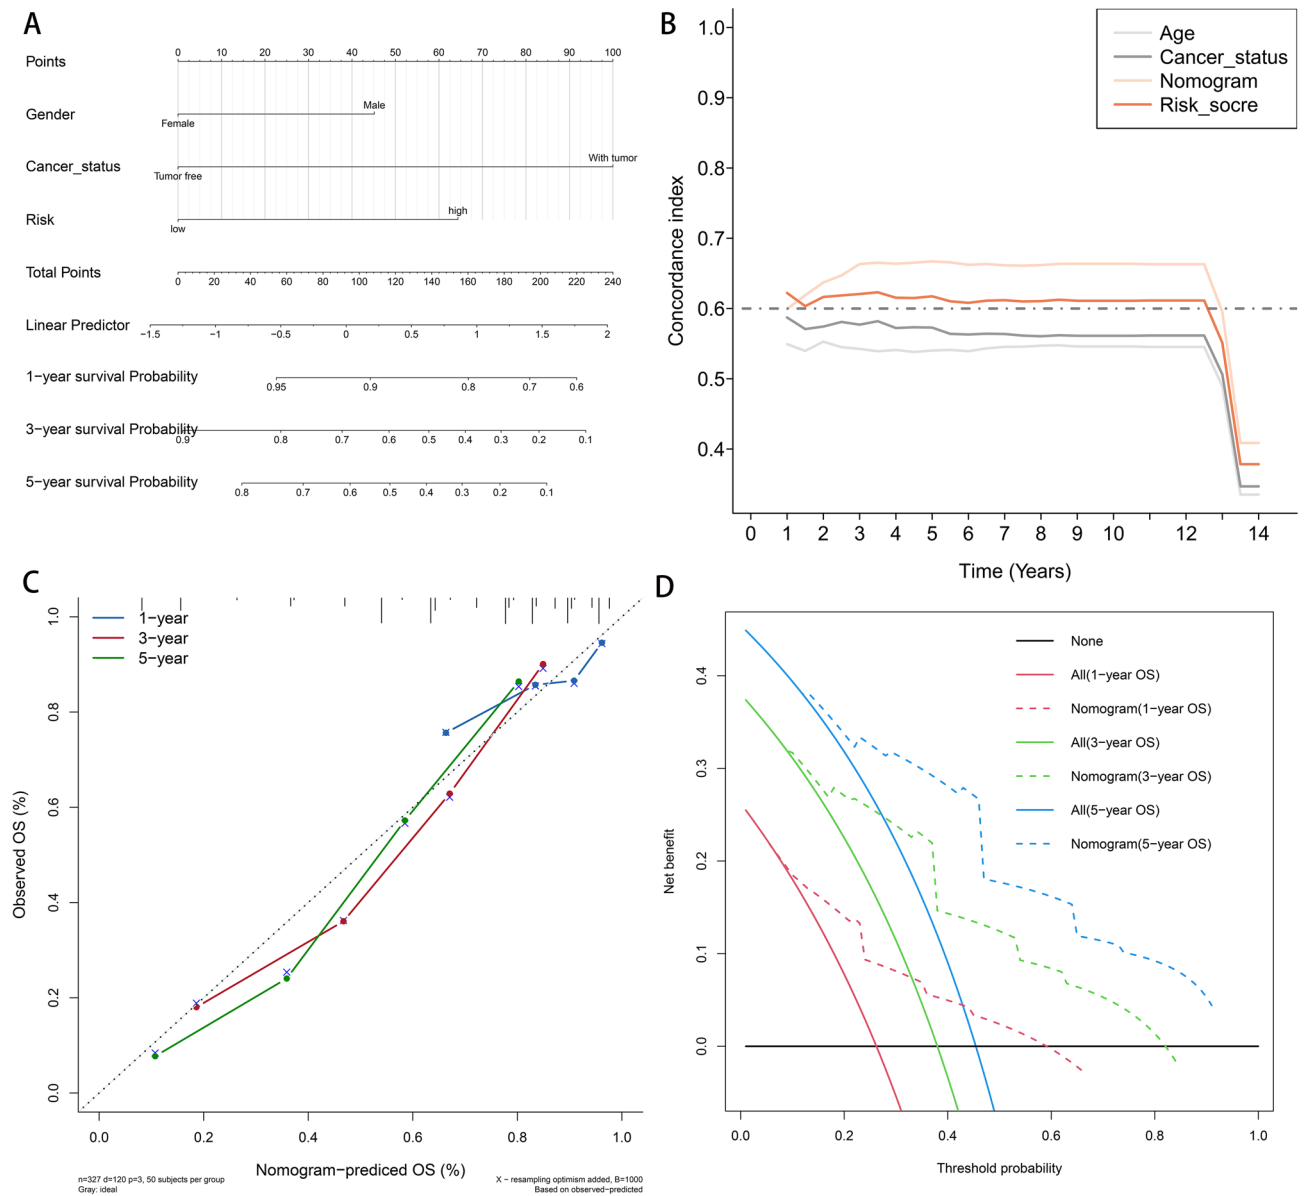 A
Points
0 10 20 30 40 50 60 70 80 90 100
Gender
Male
Female
Cancer_status
With tumor
Tumor free
Risk
high
low
Total Points
0 20 40 60 80 100 120 140 160 180 200 220 240
Linear Predictor
−1.5 −1 −0.5 0 0.5 1 1.5 2
1−year survival Probability
0.95 0.9 0.8 0.7 0.6
3−year survival Probability
0.9 0.8 0.7 0.6 0.5 0.4 0.3 0.2 0.1
5−year survival Probability
0.8 0.7 0.6 0.5 0.4 0.3 0.2 0.1
B
Age
Cancer_status
Nomogram
Risk_socre
1.0
0.9
0.8
0.7
0.6
0.5
0.4
Concordance index
0 1 2 3 4 5 6 7 8 9 10 12 14
Time (Years)
C
1−year
3−year
5−year
1.0
0.8
0.6
0.4
0.2
0.0
Observed OS (%)
0.0 0.2 0.4 0.6 0.8 1.0
Nomogram−prediced OS (%)
n=327 d=120 p=3, 50 subjects per group
Gray: ideal
X − resampling optimism added, B=1000
Based on observed−predicted
D
None
All(1−year OS)
Nomogram(1−year OS)
All(3−year OS)
Nomogram(3−year OS)
All(5−year OS)
Nomogram(5−year OS)
0.4
0.3
0.2
0.1
0.0
Net benefit
0.0 0.2 0.4 0.6 0.8 1.0
Threshold probability